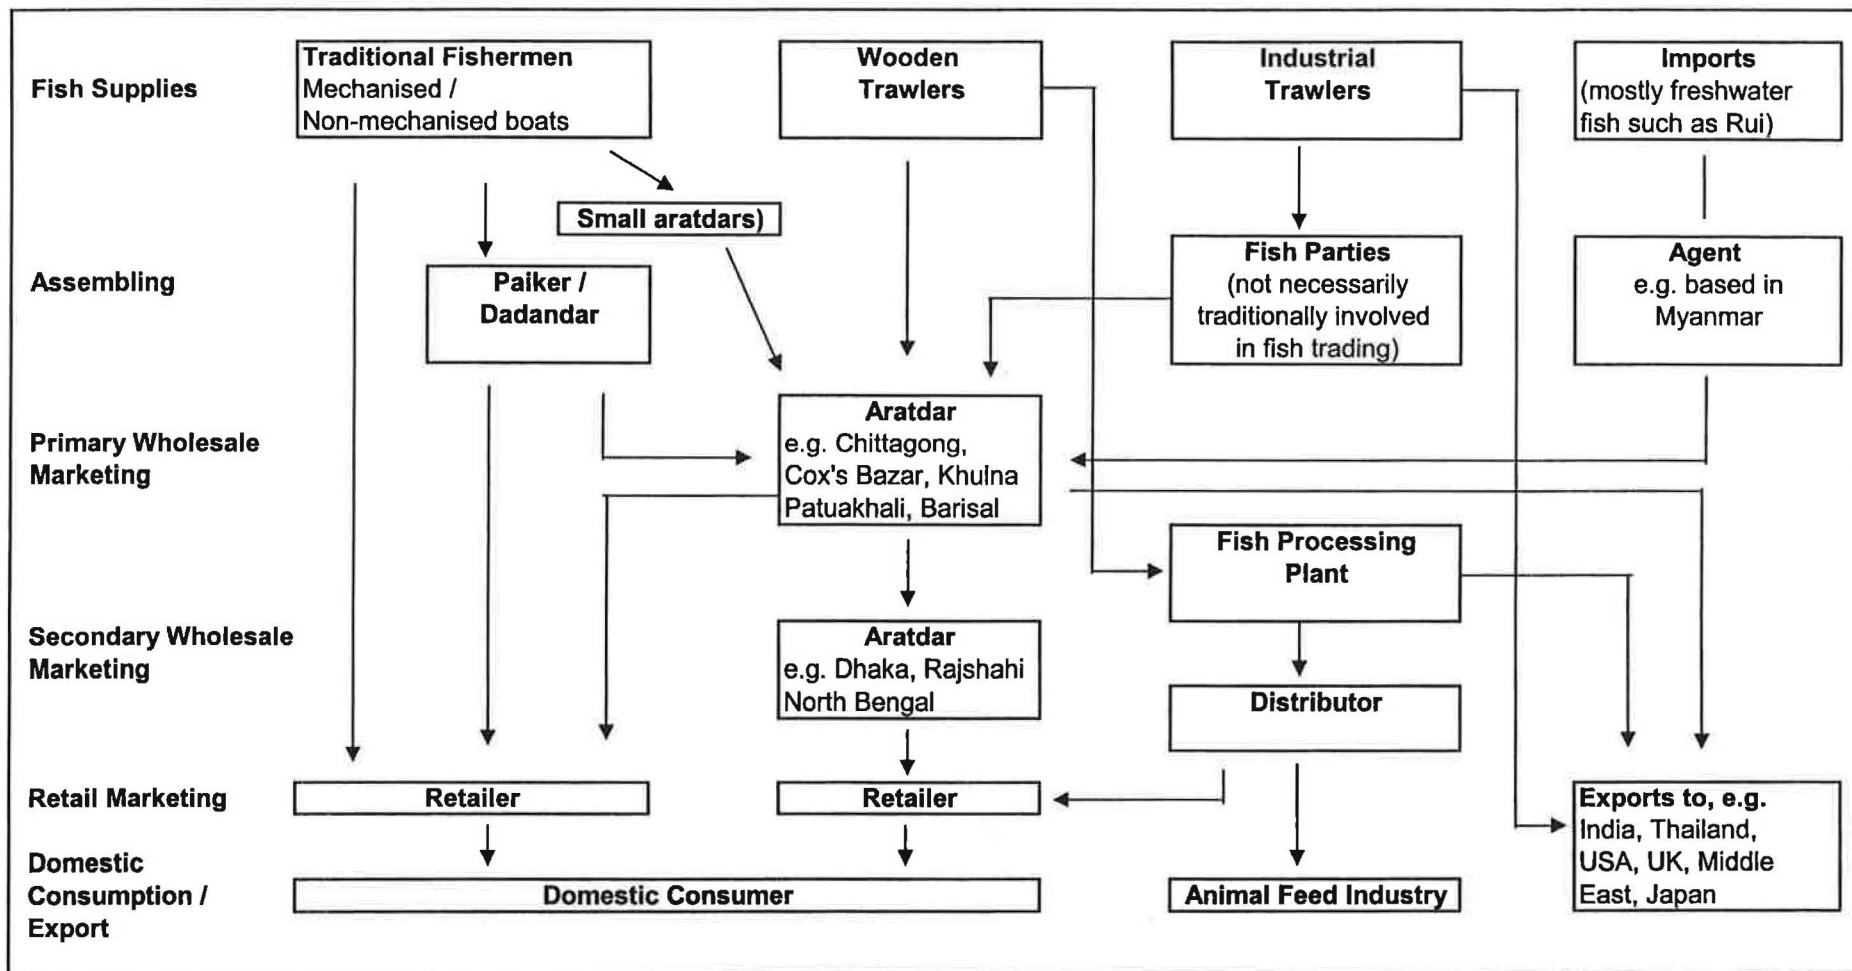 Fish Supplies
Traditional Fishermen
Mechanised /
Non-mechanised boats
Wooden
Trawlers
Industrial
Trawlers
Imports
(mostly freshwater
fish such as Rui)
Small aratdars)
Assembling
Paiker /
Dadandar
Fish Parties
(not necessarily
traditionally involved
in fish trading)
Agent
e.g. based in
Myanmar
Primary Wholesale
Marketing
Aratdar
e.g. Chittagong,
Cox's Bazar, Khulna
Patuakhali, Barisal
Fish Processing
Plant
Secondary Wholesale
Marketing
Aratdar
e.g. Dhaka, Rajshahi
North Bengal
Distributor
Retail Marketing
Retailer
Retailer
Exports to, e.g.
India, Thailand,
USA, UK, Middle
East, Japan
Domestic
Consumption /
Export
Domestic Consumer
Animal Feed Industry